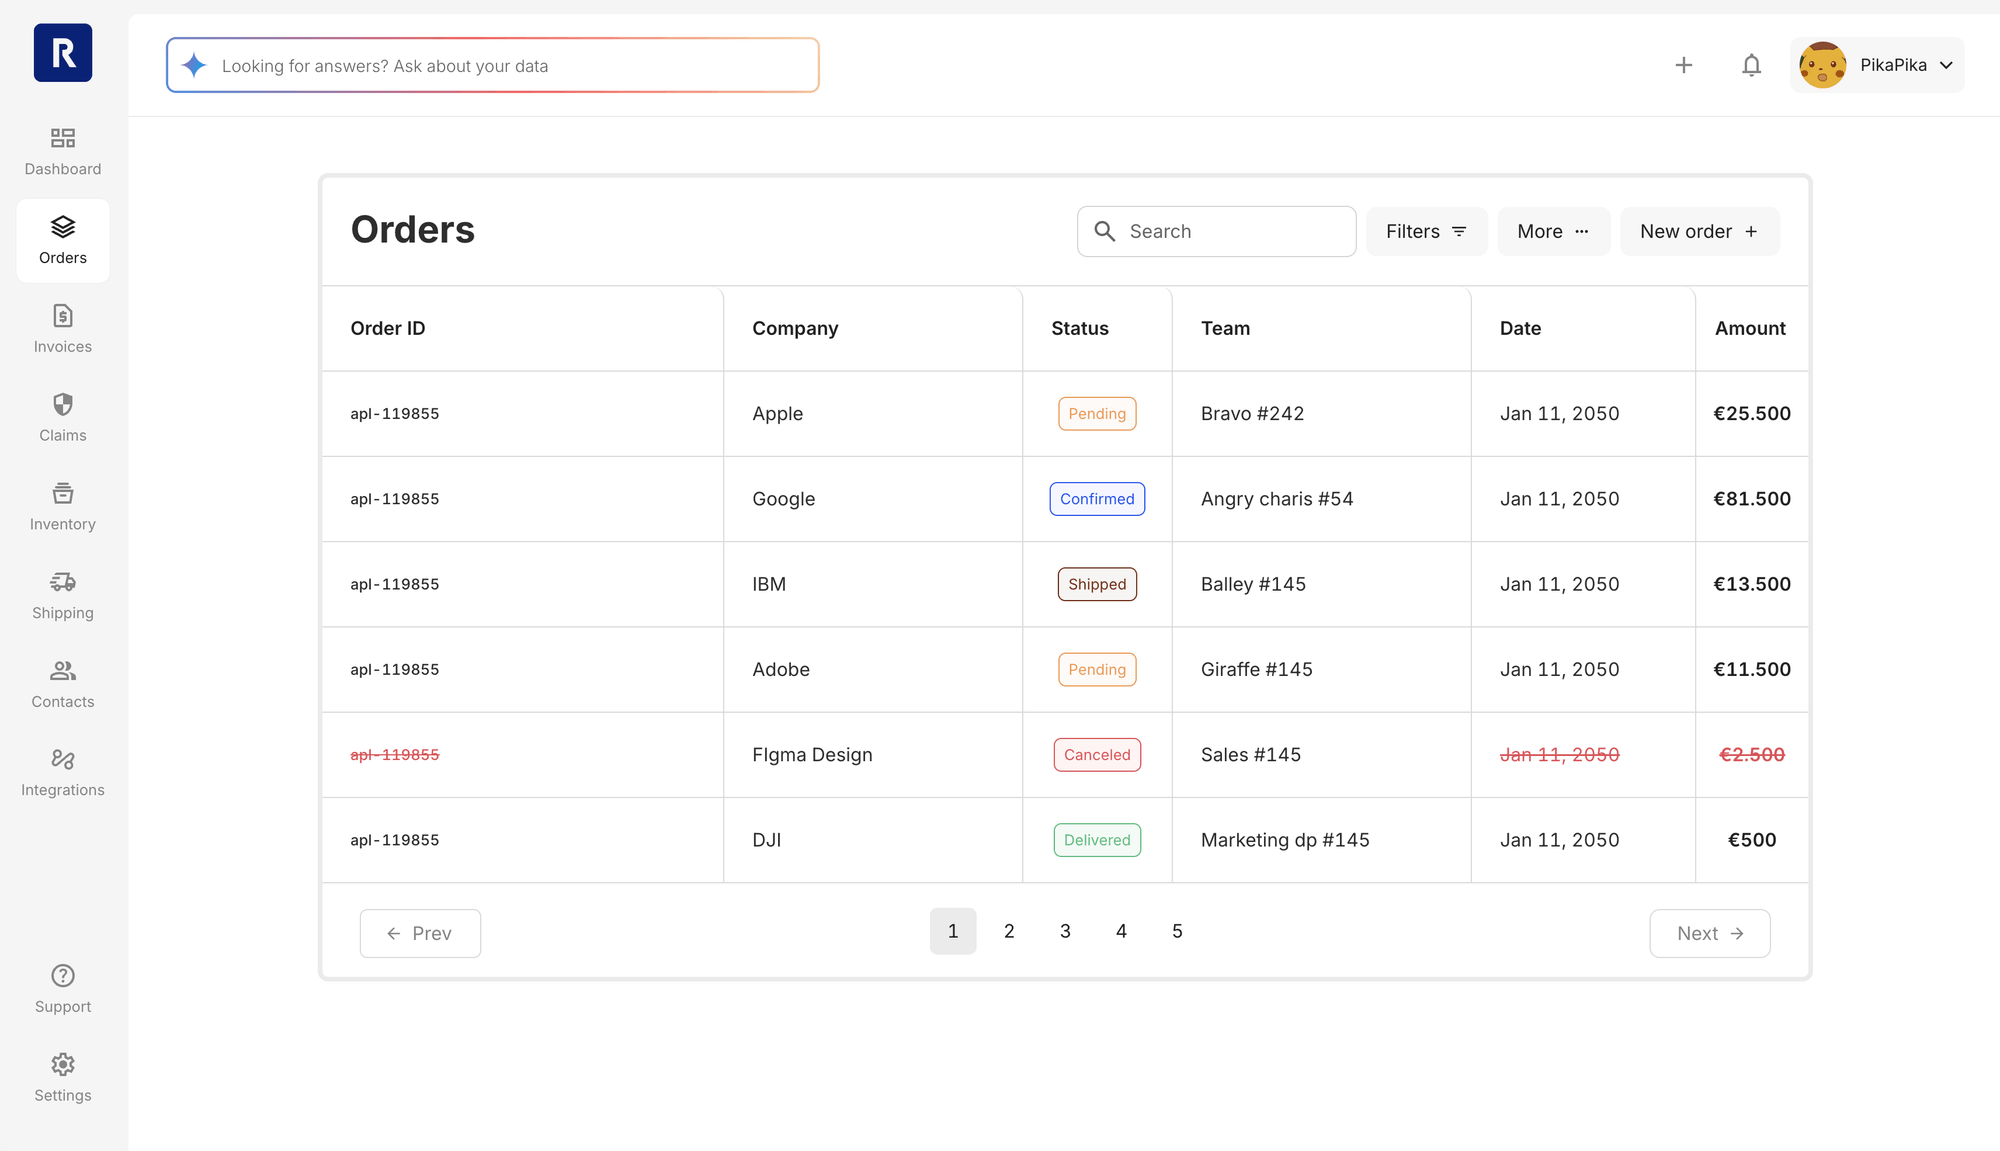 R
Looking for answers? Ask about your data
PikaPika
Dashboard
Orders
Invoices
Claims
Inventory
Shipping
Contacts
Integrations
Support
Settings
Orders
Search
Filters
More
New order
Order ID Company Status Team Date Amount
apl-119855 Apple Pending Bravo #242 Jan 11, 2050 €25.500
apl-119855 Google Confirmed Angry charis #54 Jan 11, 2050 €81.500
apl-119855 IBM Shipped Balley #145 Jan 11, 2050 €13.500
apl-119855 Adobe Pending Giraffe #145 Jan 11, 2050 €11.500
apl-119855 FIgma Design Canceled Sales #145 Jan 11, 2050 €2.500
apl-119855 DJI Delivered Marketing dp #145 Jan 11, 2050 €500
Prev 1 2 3 4 5 Next